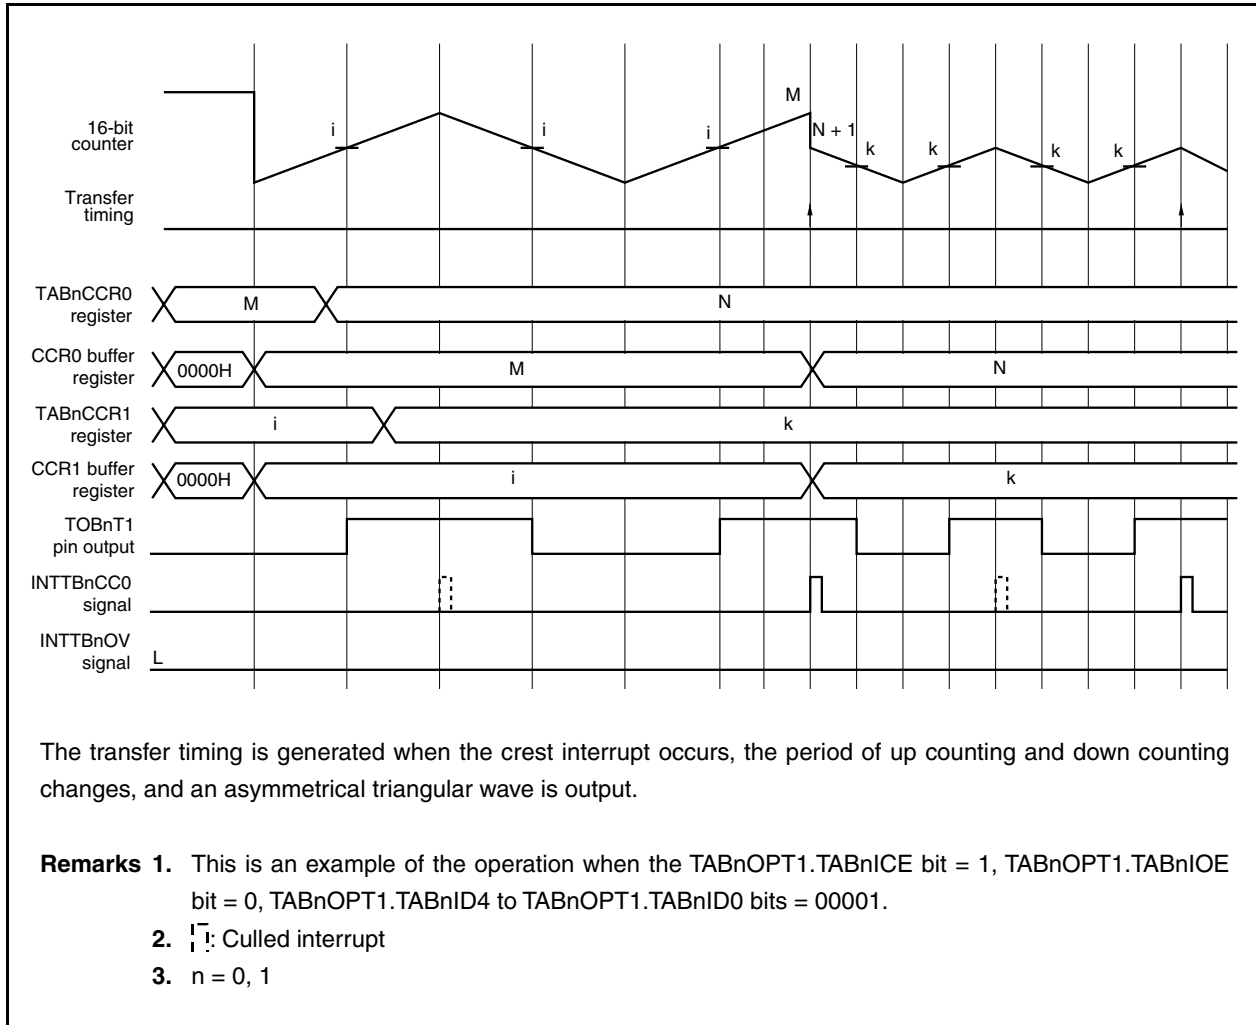 M
i
i
i
N + 1
k
k
k
k
16-bit
counter
Transfer
timing
TABnCCR0
register
M
N
CCR0 buffer
register
0000H
M
N
TABnCCR1
register
i
k
CCR1 buffer
register
0000H
i
k
TOBnT1
pin output
INTTBnCC0
signal
INTTBnOV
signal
L
The transfer timing is generated when the crest interrupt occurs, the period of up counting and down counting
changes, and an asymmetrical triangular wave is output.
Remarks 1. This is an example of the operation when the TABnOPT1.TABnICE bit = 1, TABnOPT1.TABnIOE
bit = 0, TABnOPT1.TABnID4 to TABnOPT1.TABnID0 bits = 00001.
2. : Culled interrupt
3. n = 0, 1